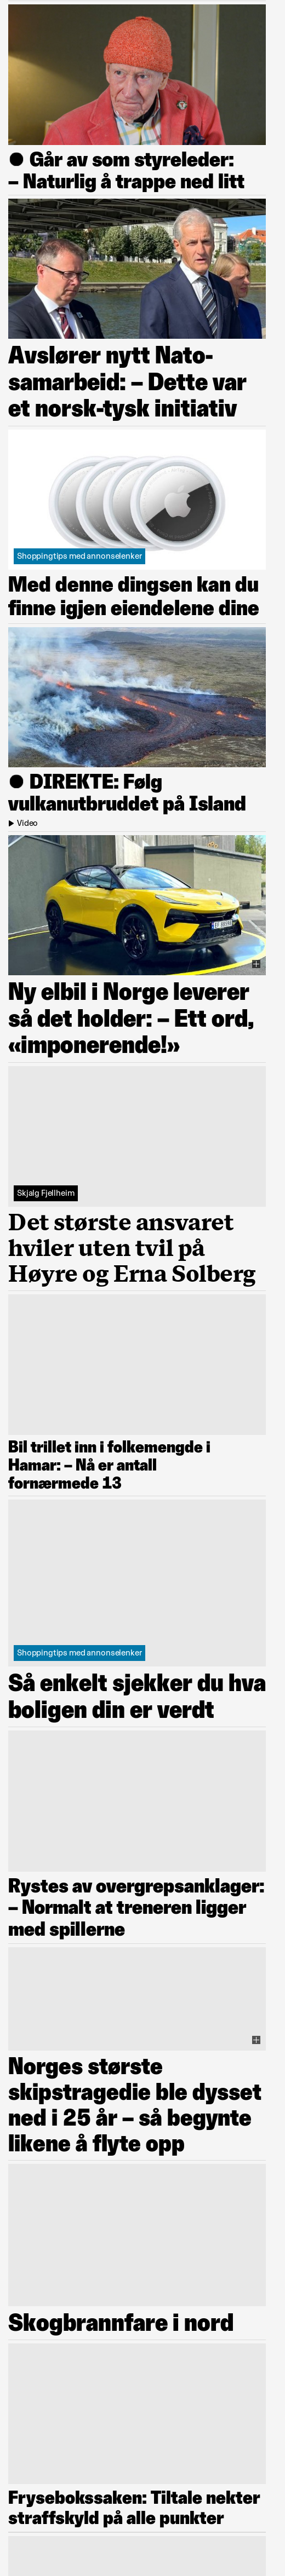 ● Går av som styreleder:
– Naturlig å trappe ned litt
Avslører nytt Nato-
samarbeid: – Dette var
et norsk-tysk initiativ
Shoppingtips med annonselenker
Med denne dingsen kan du
finne igjen eiendelene dine
● DIREKTE: Følg
vulkanutbruddet på Island
Video
Ny elbil i Norge leverer
så det holder: – Ett ord,
«imponerende!»
Skjalg Fjellheim
Det største ansvaret
hviler uten tvil på
Høyre og Erna Solberg
Bil trillet inn i folkemengde i
Hamar: – Nå er antall
fornærmede 13
Shoppingtips med annonselenker
Så enkelt sjekker du hva
boligen din er verdt
Rystes av overgrepsanklager:
– Normalt at treneren ligger
med spillerne
Norges største
skipstragedie ble dysset
ned i 25 år – så begynte
likene å flyte opp
Skogbrannfare i nord
Frysebokssaken: Tiltale nekter
straffskyld på alle punkter